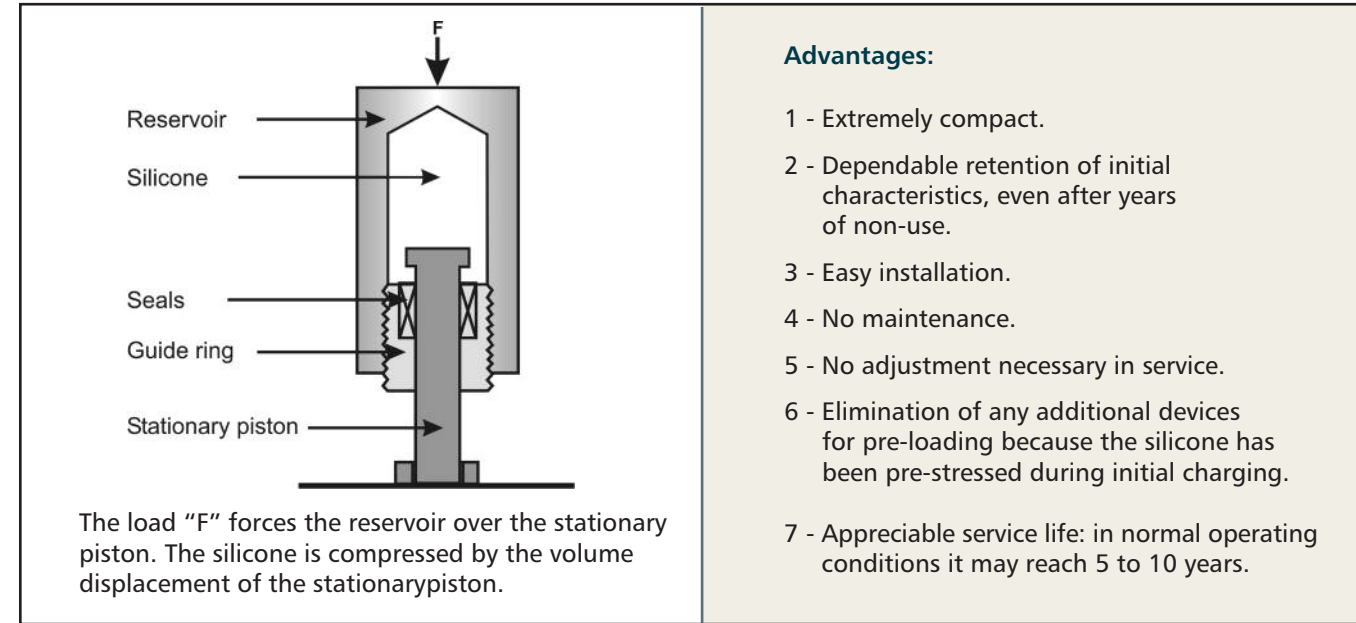 F
Reservoir
Silicone
Seals
Guide ring
Stationary piston
The load “F” forces the reservoir over the stationary
piston. The silicone is compressed by the volume
displacement of the stationarypiston.
Advantages:
1 - Extremely compact.
2 - Dependable retention of initial
characteristics, even after years
of non-use.
3 - Easy installation.
4 - No maintenance.
5 - No adjustment necessary in service.
6 - Elimination of any additional devices
for pre-loading because the silicone has
been pre-stressed during initial charging.
7 - Appreciable service life: in normal operating
conditions it may reach 5 to 10 years.